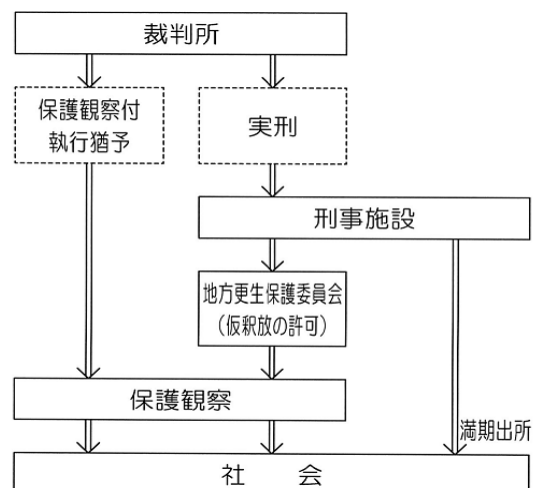 裁判所
保護観察付
執行猶予
実刑
刑事施設
地方更生保護委員会
（仮釈放の許可）
保護観察
満期出所
社　会